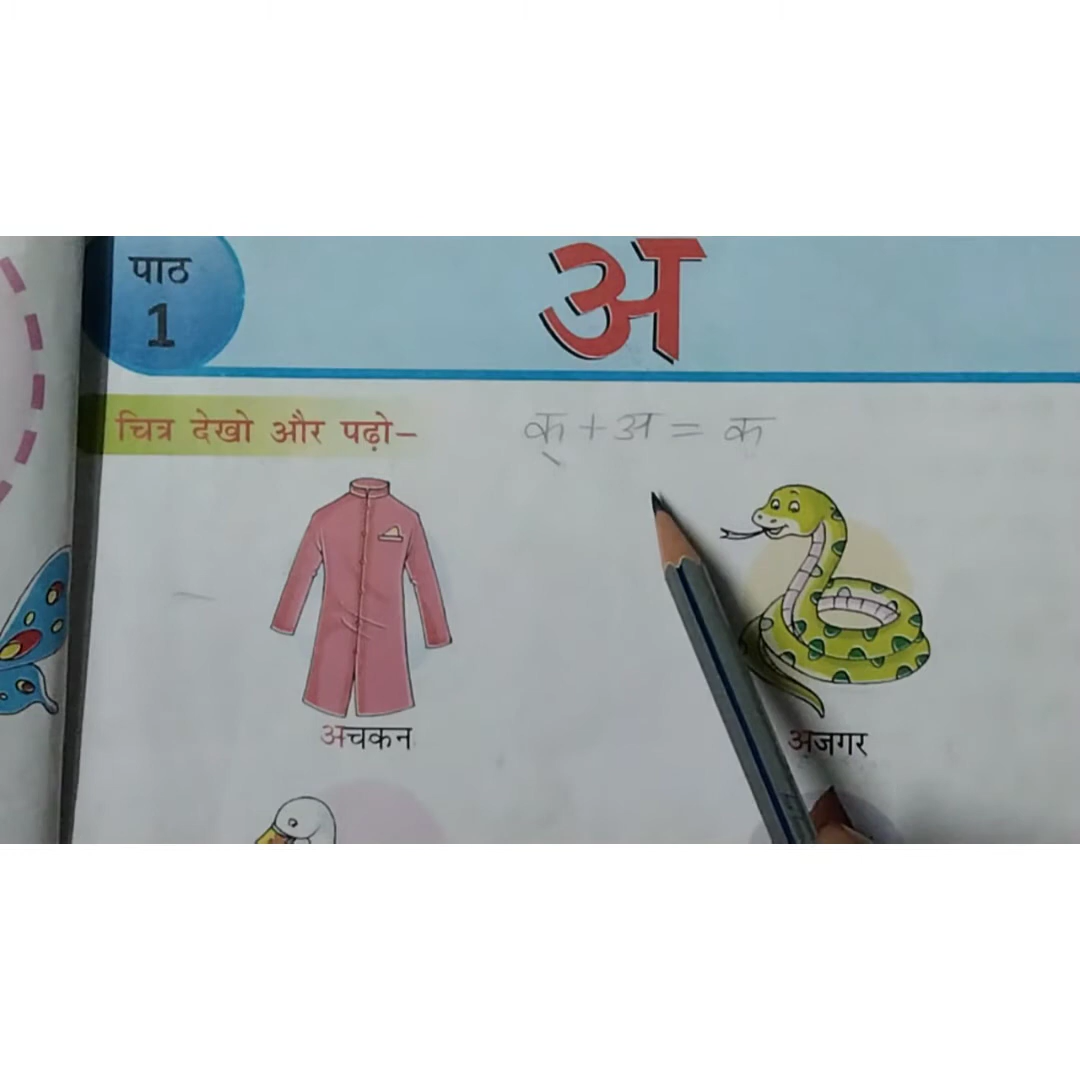 पाठ
1
अ
चित्र देखो और पढ़ो–
क् + अ = क
अचकन
अजगर